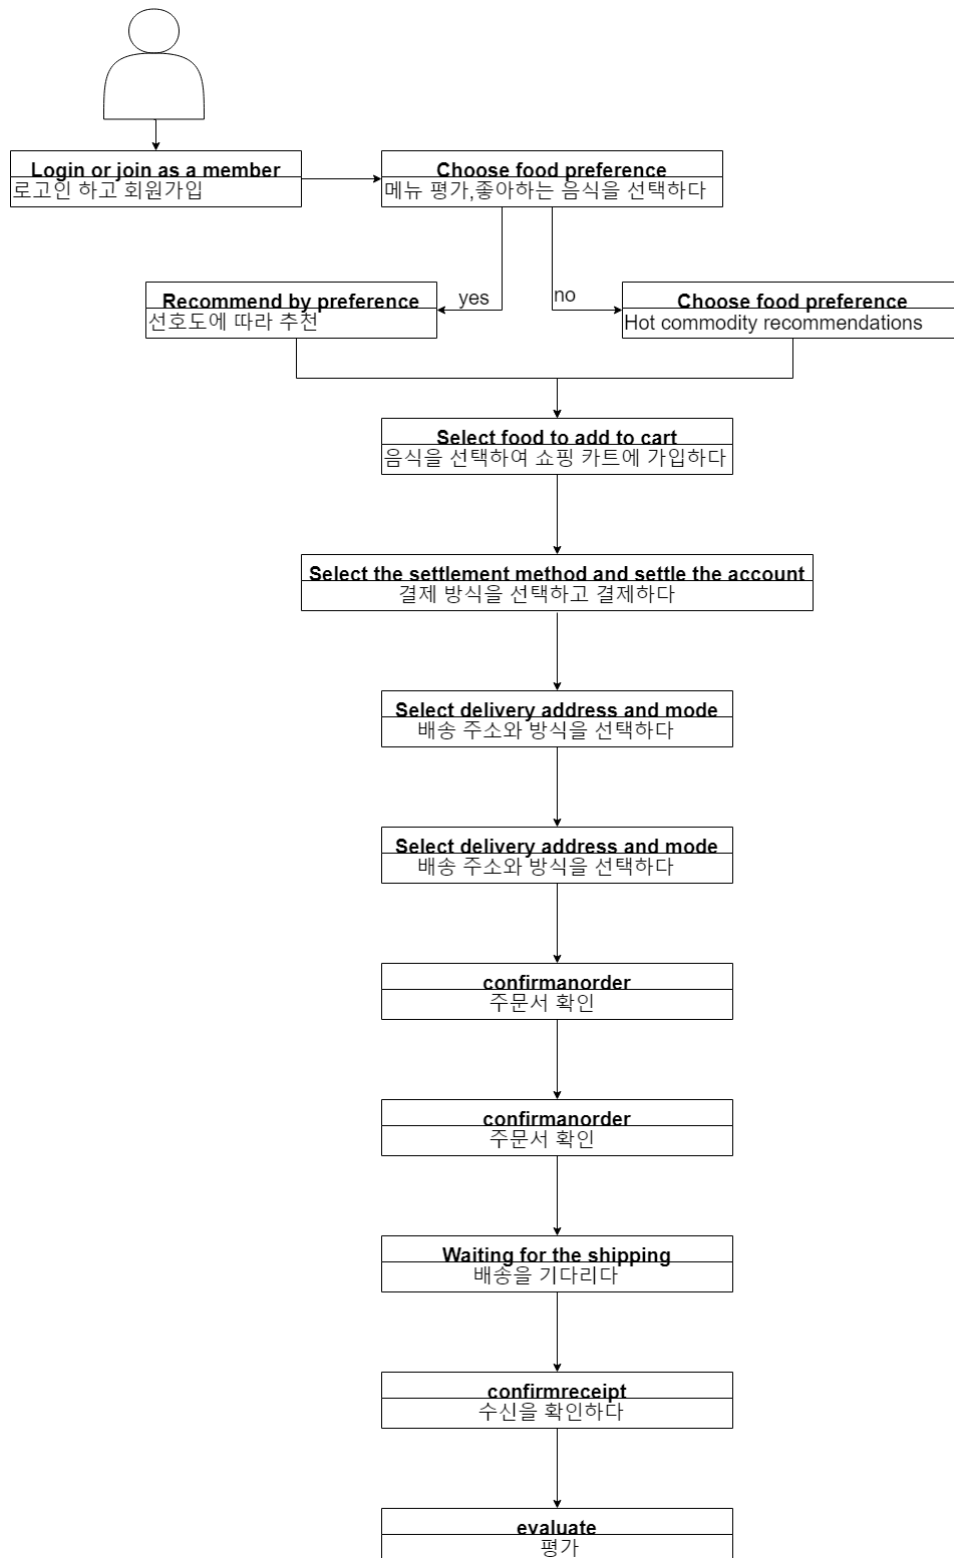 Login or join as a member
로고인 하고 회원가입
Choose food preference
메뉴 평가,좋아하는 음식을 선택하다
yes
no
Recommend by preference
선호도에 따라 추천
Choose food preference
Hot commodity recommendations
Select food to add to cart
음식을 선택하여 쇼핑 카트에 가입하다
Select the settlement method and settle the account
결제 방식을 선택하고 결제하다
Select delivery address and mode
배송 주소와 방식을 선택하다
Select delivery address and mode
배송 주소와 방식을 선택하다
confirmanorder
주문서 확인
confirmanorder
주문서 확인
Waiting for the shipping
배송을 기다리다
confirmreceipt
수신을 확인하다
evaluate
평가